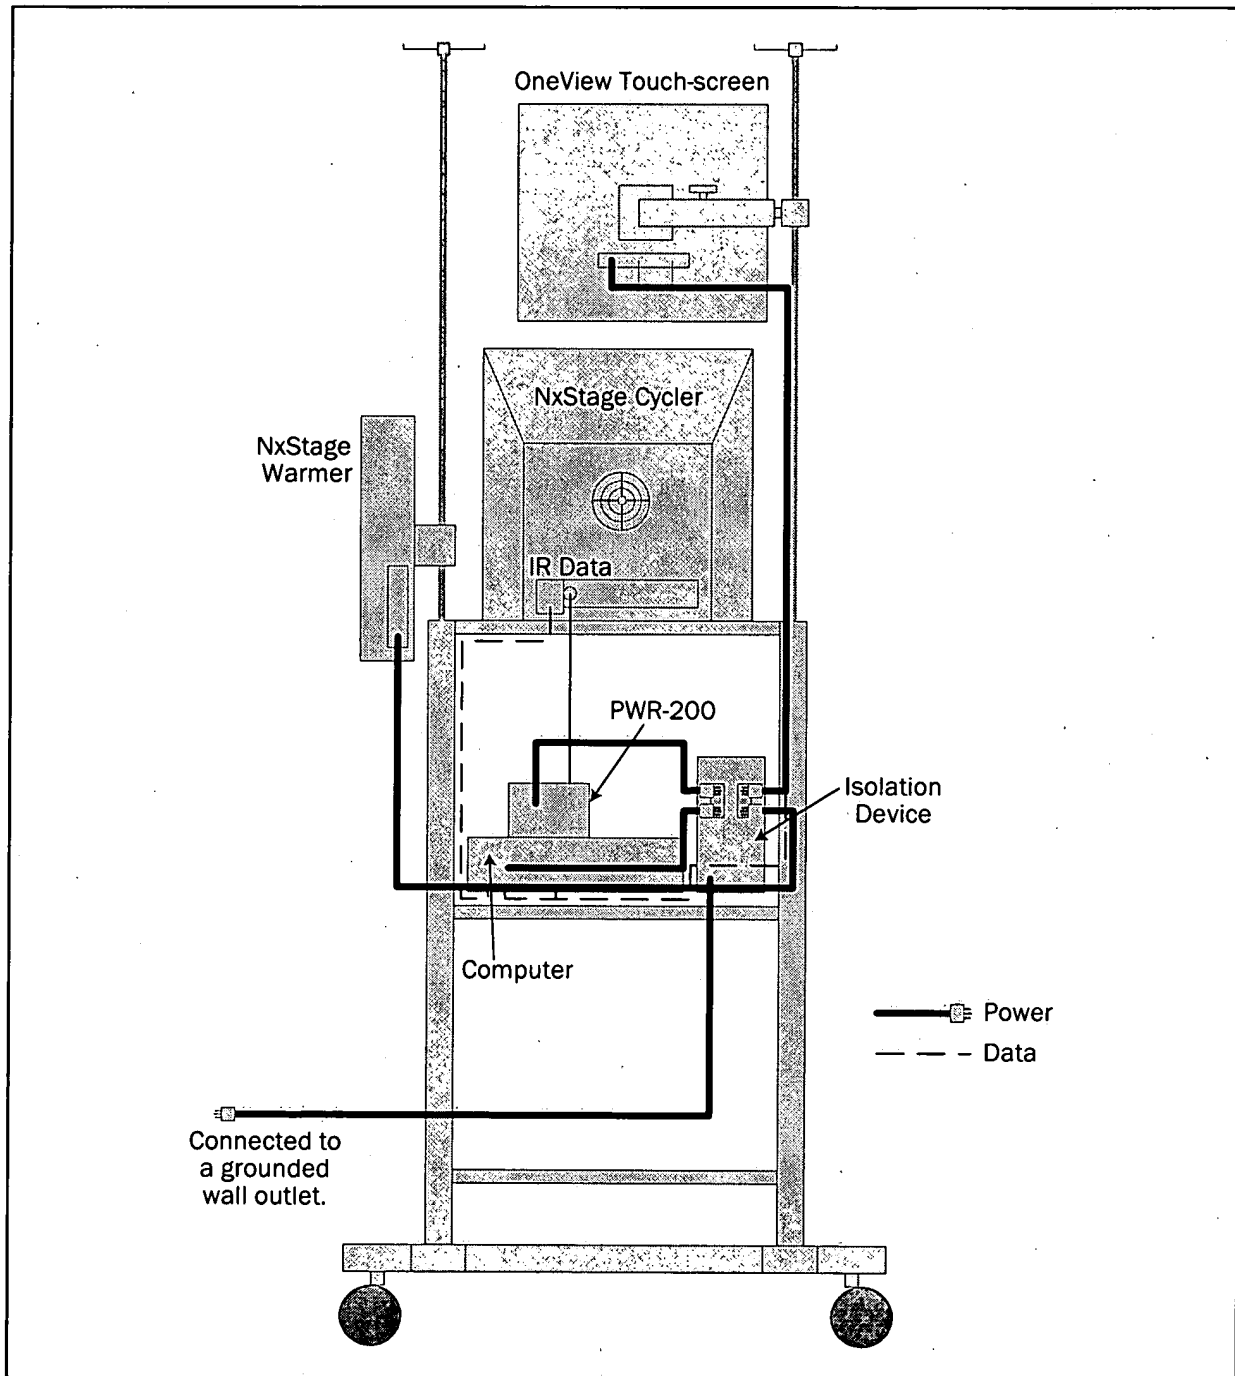 OneView Touch-screen
NxStage Cycler
NxStage
Warmer
IR Data
PWR-200
Isolation
Device
Computer
Power
Data
Connected to
a grounded
wall outlet.